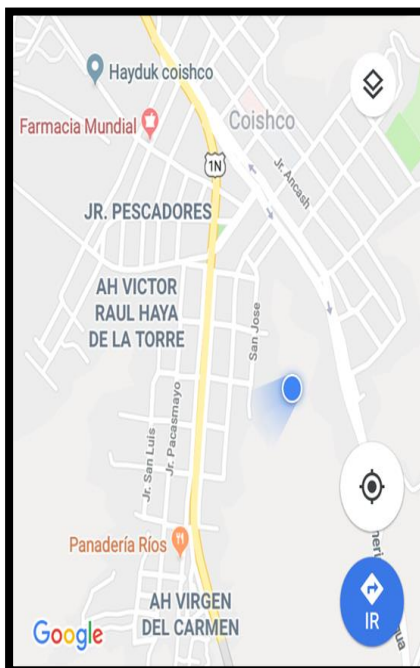 Hayduk coishco
Farmacia Mundial
Coishco
1N
Jr. Ancash
JR. PESCADORES
AH VICTOR
RAUL HAYA
DE LA TORRE
San Jose
Jr. San Luis
Jr. Pacasmayo
Panadería Ríos
AH VIRGEN
DEL CARMEN
IR
Google